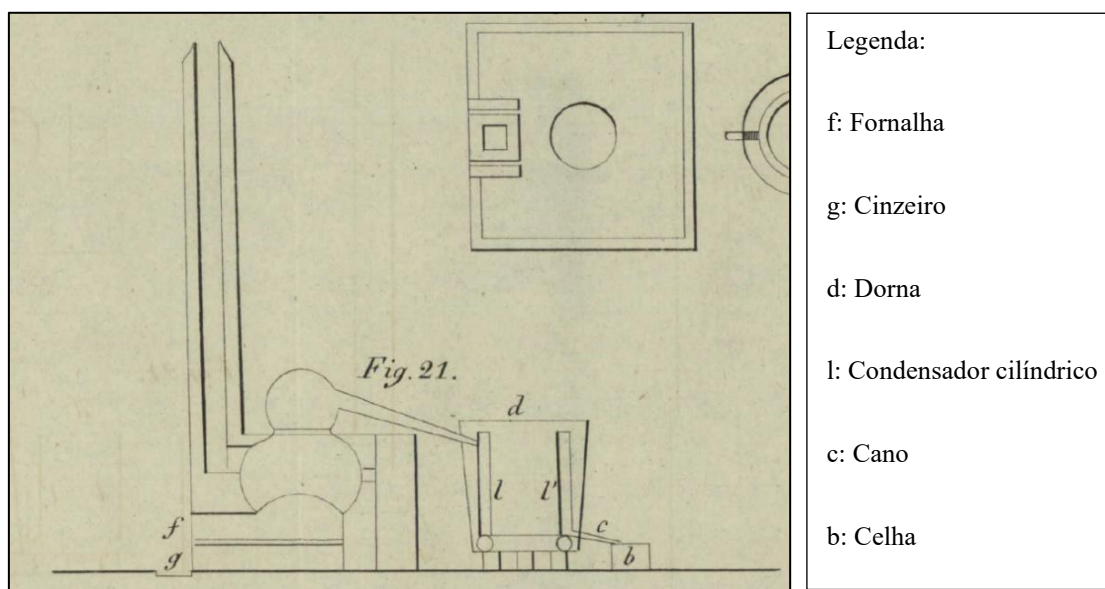 Fig. 21.
d
l
l'
c
b
f
g
Legenda:
f: Fornalha
g: Cinzeiro
d: Dorna
l: Condensador cilíndrico
c: Cano
b: Celha